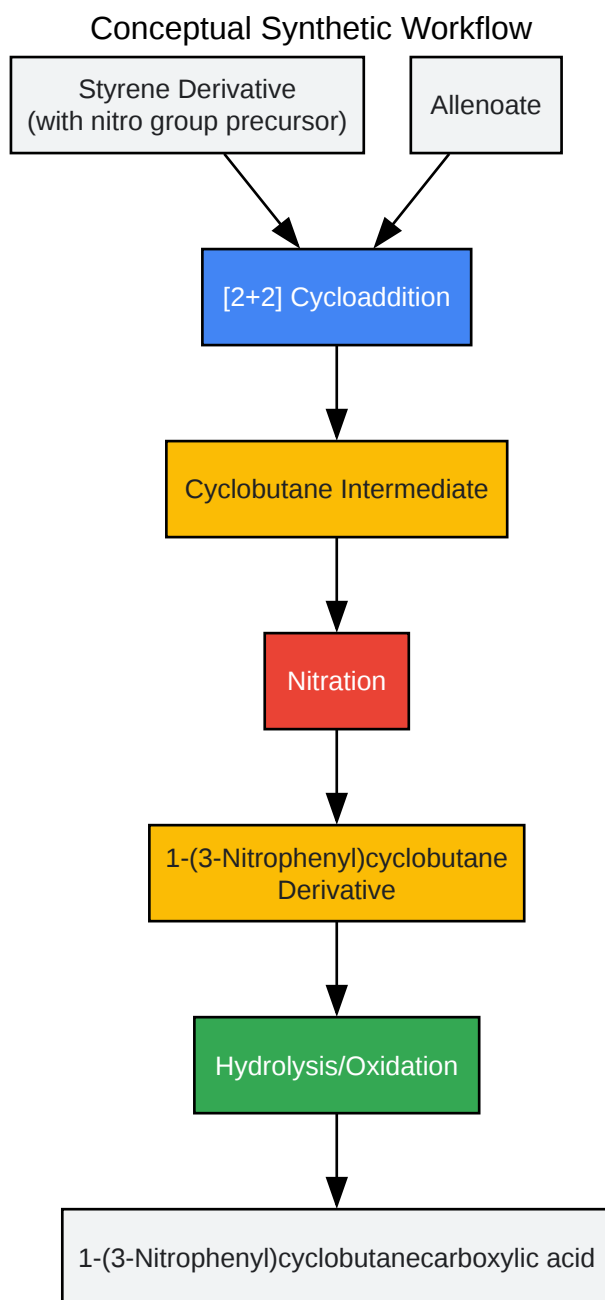 Conceptual Synthetic Workflow
Styrene Derivative
(with nitro group precursor)
Allenoate
[2+2] Cycloaddition
Cyclobutane Intermediate
Nitration
1-(3-Nitrophenyl)cyclobutane
Derivative
Hydrolysis/Oxidation
1-(3-Nitrophenyl)cyclobutanecarboxylic acid